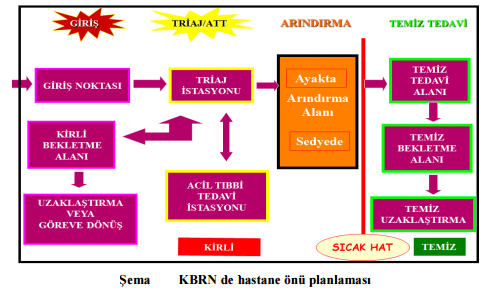 GİRİŞ
TRİAJ/ATT
ARINDIRMA
TEMİZ TEDAVİ
GİRİŞ NOKTASI
TRİAJ
İSTASYONU
Ayakta
Arındırma
Alanı
Sedyede
TEMİZ
TEDAVİ
ALANI
KİRLİ
BEKLETME
ALANI
TEMİZ
BEKLETME
ALANI
UZAKLAŞTIRMA
VEYA
GÖREVE DÖNÜŞ
ACİL TIBBİ
TEDAVİ
İSTASYONU
TEMİZ
UZAKLAŞTIRMA
KİRLİ
SICAK HAT
TEMİZ
Şema KBRN de hastane önü planlaması